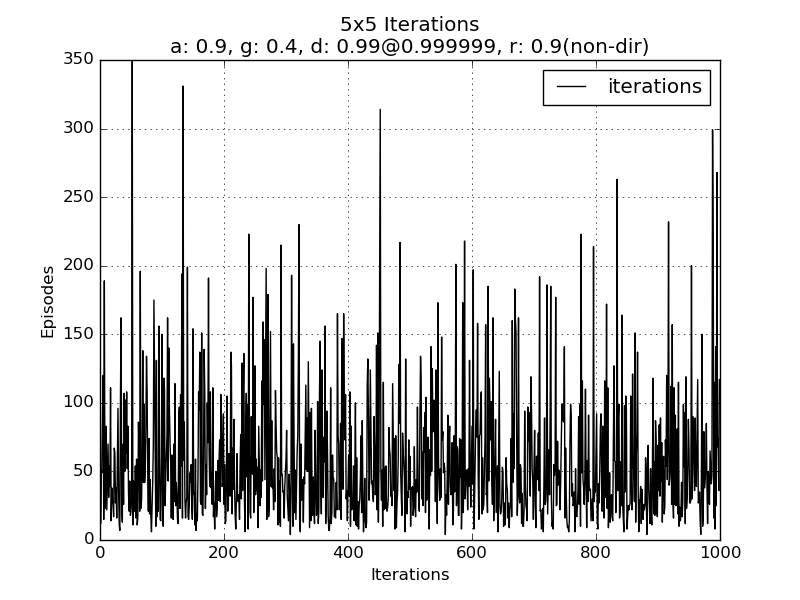 5x5 Iterations
a: 0.9, g: 0.4, d: 0.99@0.999999, r: 0.9(non-dir)
iterations
350
300
250
200
150
100
50
0
Episodes
0 200 400 600 800 1000
Iterations